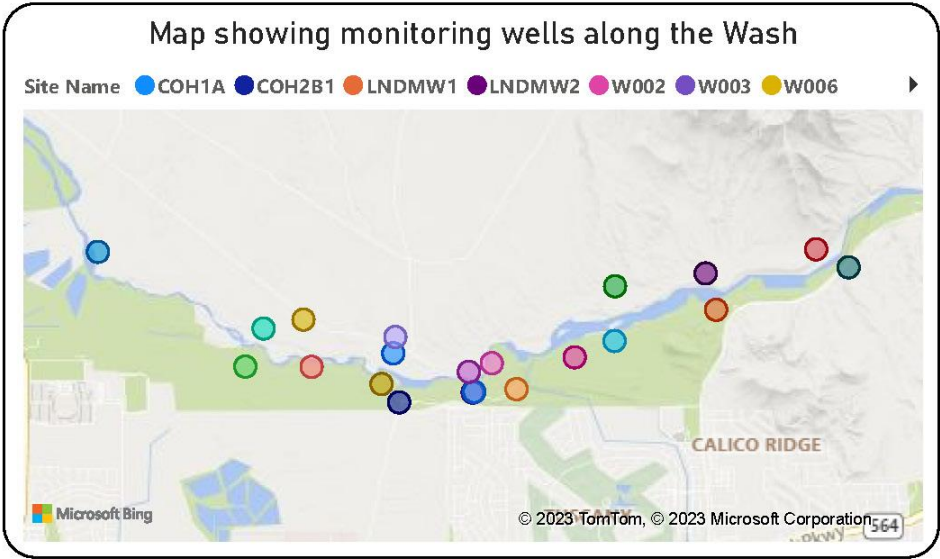 Map showing monitoring wells along the Wash
Site Name COH1A COH2B1 LNDMW1 LNDMW2 W002 W003 W006
CALICO RIDGE
Microsoft Bing
© 2023 TomTom, © 2023 Microsoft Corporation
564
Pkwy